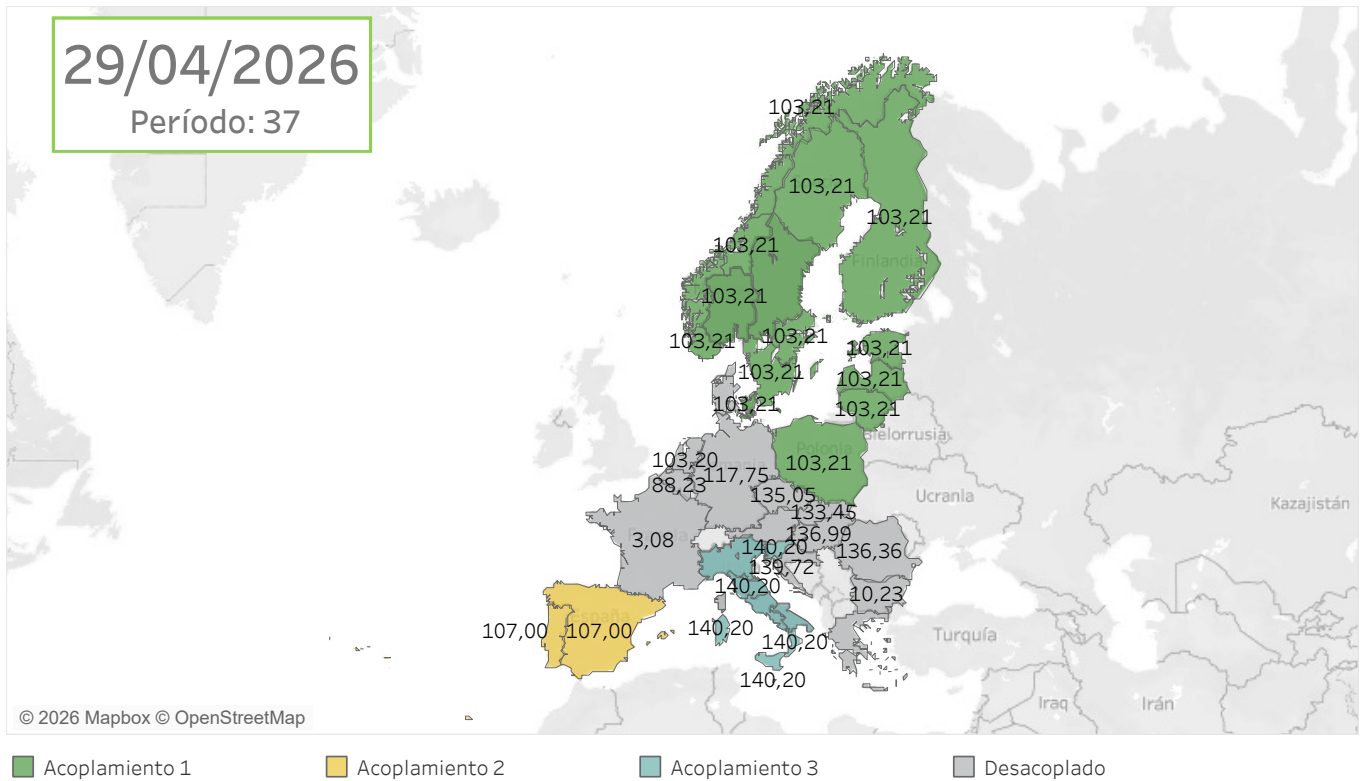 29/04/2026
Período: 37
103,21
103,21
103,21
Finlandia
103,21
103,21
103,21
103,21
103,21
103,21
103,21
103,21
103,21
Bielorrusia
Polonia
103,21
103,20
117,75
88,23
135,05
Ucrania
133,45
Kazajistán
136,99
3,08
140,20
136,36
139,72
140,20
10,23
España
107,00
107,00
140,20
140,20
Turquía
140,20
Iraq
Irán
© 2026 Mapbox © OpenStreetMap
Acoplamiento 1
Acoplamiento 2
Acoplamiento 3
Desacoplado